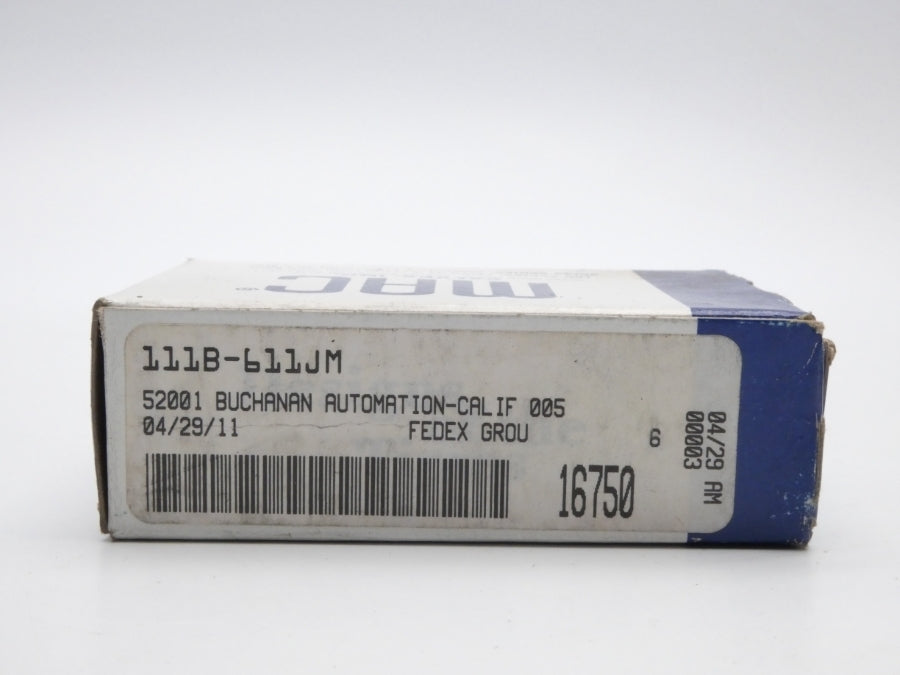 mac®
111B-611JM
52001 BUCHANAN AUTOMATION-CALIF 005
04/29/11 FEDEX GROU 6
16750
04/29 AM
00003